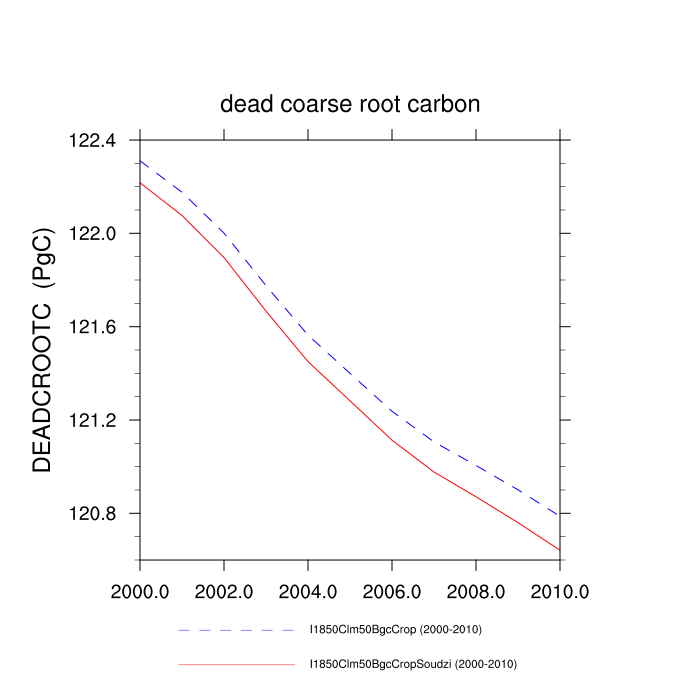 dead coarse root carbon
DEADCROOTC (PgC)
122.4
122.0
121.6
121.2
120.8
2000.0 2002.0 2004.0 2006.0 2008.0 2010.0
I1850Clm50BgcCrop (2000-2010)
I1850Clm50BgcCropSoudzi (2000-2010)